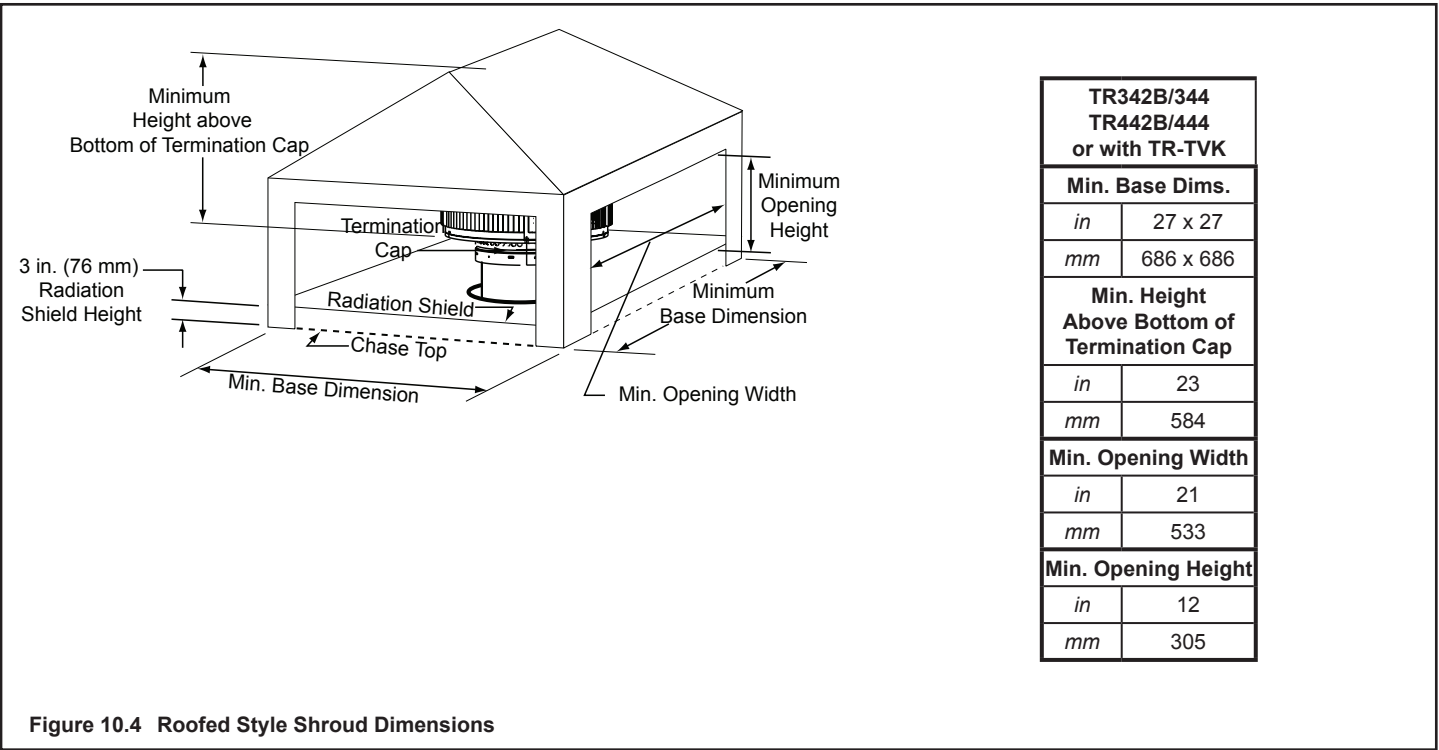 Minimum
Height above
Bottom of Termination Cap
Termination
Cap
Minimum
Opening
Height
3 in. (76 mm)
Radiation
Shield Height
Radiation Shield
Minimum
Base Dimension
Chase Top
Min. Base Dimension
Min. Opening Width
TR342B/344
TR442B/444
or with TR-TVK
Min. Base Dims.
in 27 x 27
mm 686 x 686
Min. Height
Above Bottom of
Termination Cap
in 23
mm 584
Min. Opening Width
in 21
mm 533
Min. Opening Height
in 12
mm 305
Figure 10.4 Roofed Style Shroud Dimensions